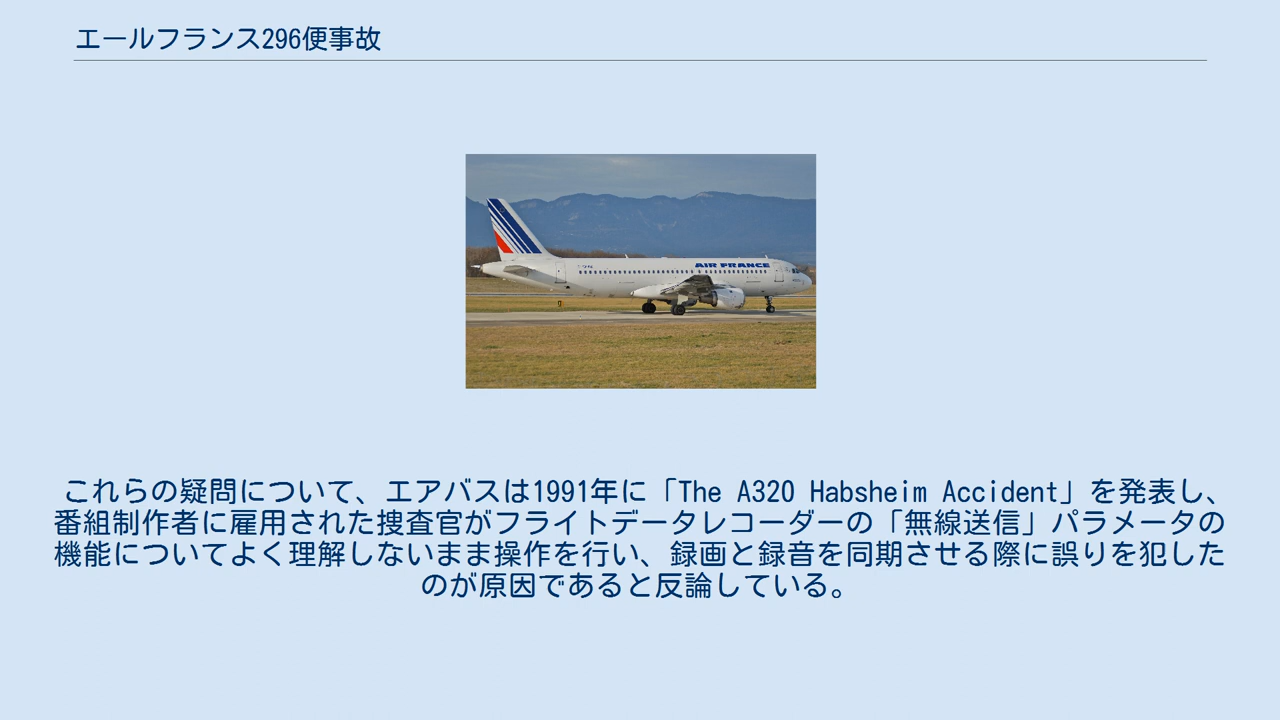 エールフランス296便事故
AIR FRANCE
これらの疑問について、エアバスは1991年に「The A320 Habsheim Accident」を発表し、
番組制作者に雇用された捜査官がフライトデータレコーダーの「無線送信」パラメータの
機能についてよく理解しないまま操作を行い、録画と録音を同期させる際に誤りを犯した
のが原因であると反論している。